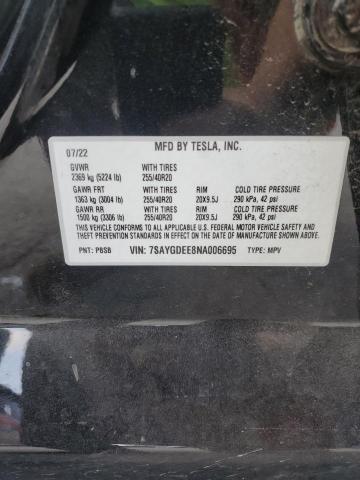 MFD BY TESLA, INC.
07/22
GVWR WITH TIRES
2369 kg (5224 lb) 255/40R20
GAWR FRT WITH TIRES RIM COLD TIRE PRESSURE
1363 kg (3004 lb) 255/40R20 20X9.5J 290 kPa, 42 psi
GAWR RR WITH TIRES RIM COLD TIRE PRESSURE
1500 kg (3306 lb) 255/40R20 20X9.5J 290 kPa, 42 psi
THIS VEHICLE CONFORMS TO ALL APPLICABLE U.S. FEDERAL MOTOR VEHICLE SAFETY
AND THEFT PREVENTION STANDARDS IN EFFECT ON THE DATE OF MANUFACTURE SHOWN ABOVE.
PNT: PBSB VIN: 7SAYGDEE8NA006695 TYPE: MPV